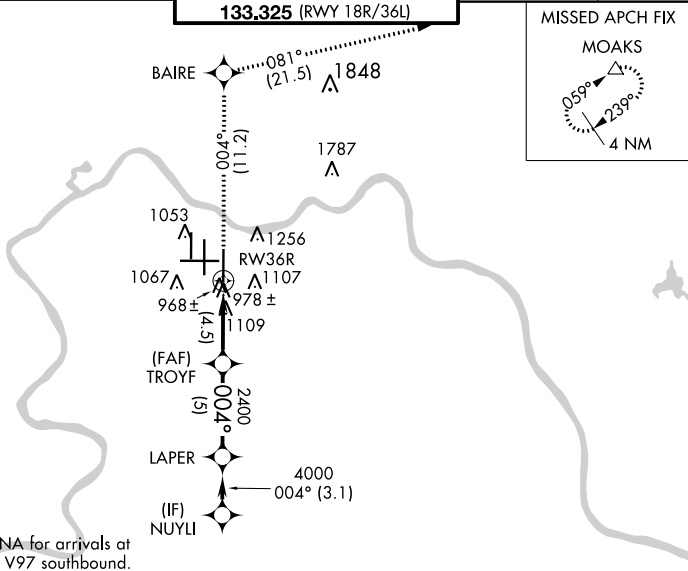 133.325 (RWY 18R/36L)
MISSED APCH FIX
MOAKS
059°
239°
4 NM
BAIRE
081°
(21.5)
1848
004°
(11.2)
1787
1053
1256
RW36R
1067
1107
968 ±
978 ±
(4.5)
1109
(FAF)
TROYF
2400
004°
(5)
LAPER
4000
004° (3.1)
(IF)
NUYLI
NA for arrivals at
V97 southbound.